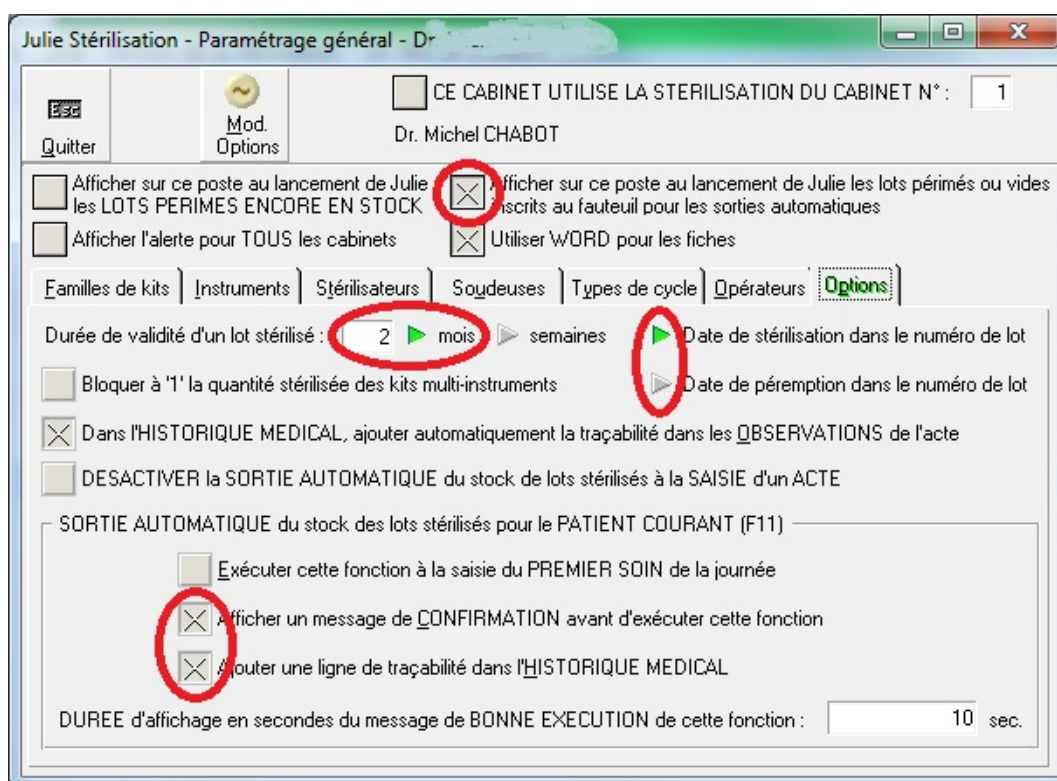 Julie Stérilisation - Paramétrage général - Dr
Esc
Quitter
Mod.
Options
CE CABINET UTILISE LA STERILISATION DU CABINET N° : 1
Dr. Michel CHABOT
Afficher sur ce poste au lancement de Julie
les LOTS PERIMES ENCORE EN STOCK
Afficher sur ce poste au lancement de Julie les lots périmés ou vides
inscrits au fauteuil pour les sorties automatiques
Afficher l'alerte pour TOUS les cabinets
Utiliser WORD pour les fiches
Familles de kits Instruments Stérilisateurs Soudeuses Types de cycle Opérateurs Options
Durée de validité d'un lot stérilisé : 2 mois semaines
Date de stérilisation dans le numéro de lot
Bloquer à '1' la quantité stérilisée des kits multi-instruments
Date de péremption dans le numéro de lot
Dans l'HISTORIQUE MEDICAL, ajouter automatiquement la traçabilité dans les OBSERVATIONS de l'acte
DESACTIVER la SORTIE AUTOMATIQUE du stock de lots stérilisés à la SAISIE d'un ACTE
SORTIE AUTOMATIQUE du stock des lots stérilisés pour le PATIENT COURANT (F11)
Exécuter cette fonction à la saisie du PREMIER SOIN de la journée
Afficher un message de CONFIRMATION avant d'exécuter cette fonction
Ajouter une ligne de traçabilité dans l'HISTORIQUE MEDICAL
DUREE d'affichage en secondes du message de BONNE EXECUTION de cette fonction : 10 sec.